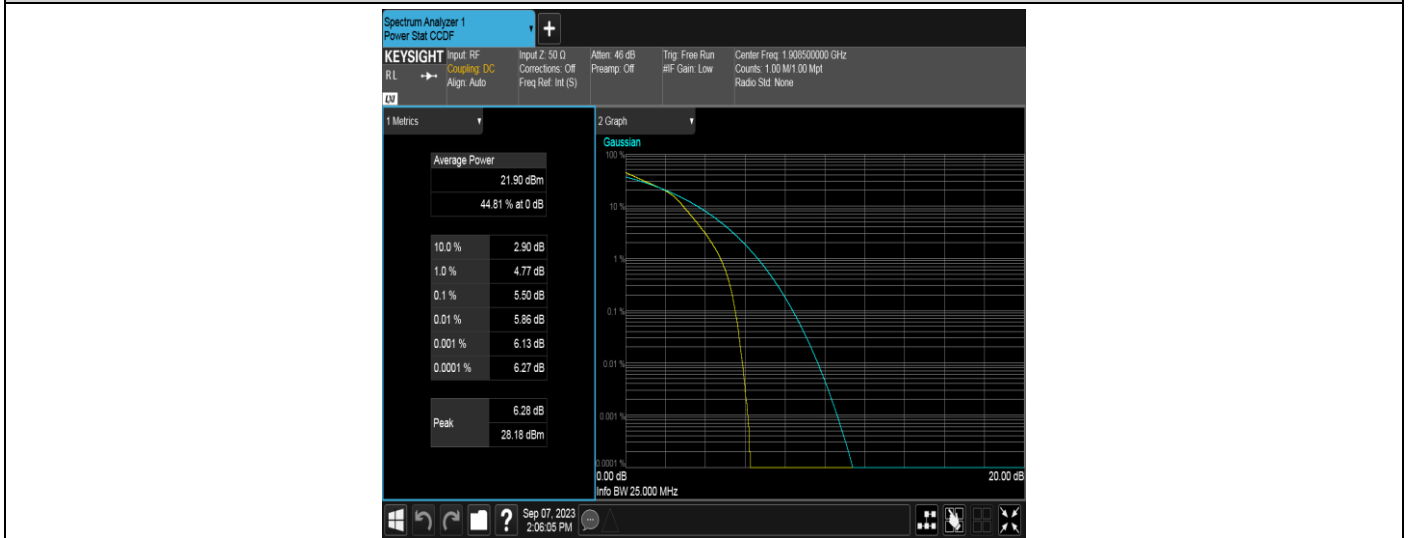 Spectrum Analyzer 1
Power Stat CCDF
+
KEYSIGHT
RL
LXI
Input: RF
Coupling: DC
Align: Auto
Input Z: 50 Ω
Corrections: Off
Freq Ref: Int (S)
Atten: 46 dB
Preamp: Off
Trig: Free Run
#IF Gain: Low
Center Freq: 1.908500000 GHz
Counts: 1.00 M/1.00 Mpt
Radio Std: None
1 Metrics
Average Power
21.90 dBm
44.81 % at 0 dB
10.0 % 2.90 dB
1.0 % 4.77 dB
0.1 % 5.50 dB
0.01 % 5.86 dB
0.001 % 6.13 dB
0.0001 % 6.27 dB
Peak
6.28 dB
28.18 dBm
2 Graph
Gaussian
100 %
10 %
1 %
0.1 %
0.01 %
0.001 %
0.0001 %
0.00 dB 20.00 dB
Info BW 25.000 MHz
?
Sep 07, 2023
2:06:05 PM